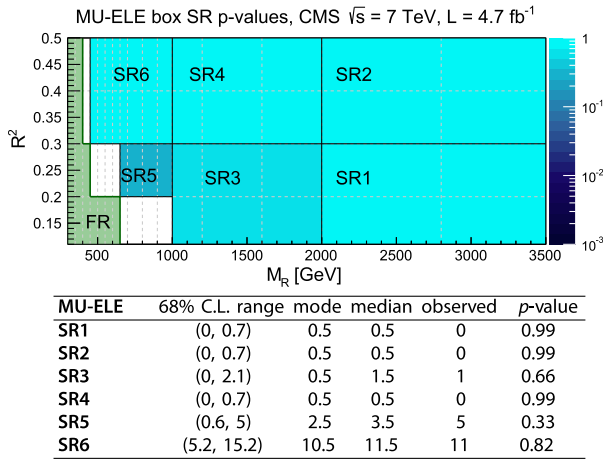 MU-ELE box SR p-values, CMS √s = 7 TeV, L = 4.7 fb⁻¹
R²
0.5
0.45
0.4
0.35
0.3
0.25
0.2
0.15
SR6 SR4 SR2
SR5 SR3 SR1
FR
500 1000 1500 2000 2500 3000 3500
M_R [GeV]
1
10⁻¹
10⁻²
10⁻³
MU-ELE 68% C.L. range mode median observed p-value
SR1 (0, 0.7) 0.5 0.5 0 0.99
SR2 (0, 0.7) 0.5 0.5 0 0.99
SR3 (0, 2.1) 0.5 1.5 1 0.66
SR4 (0, 0.7) 0.5 0.5 0 0.99
SR5 (0.6, 5) 2.5 3.5 5 0.33
SR6 (5.2, 15.2) 10.5 11.5 11 0.82